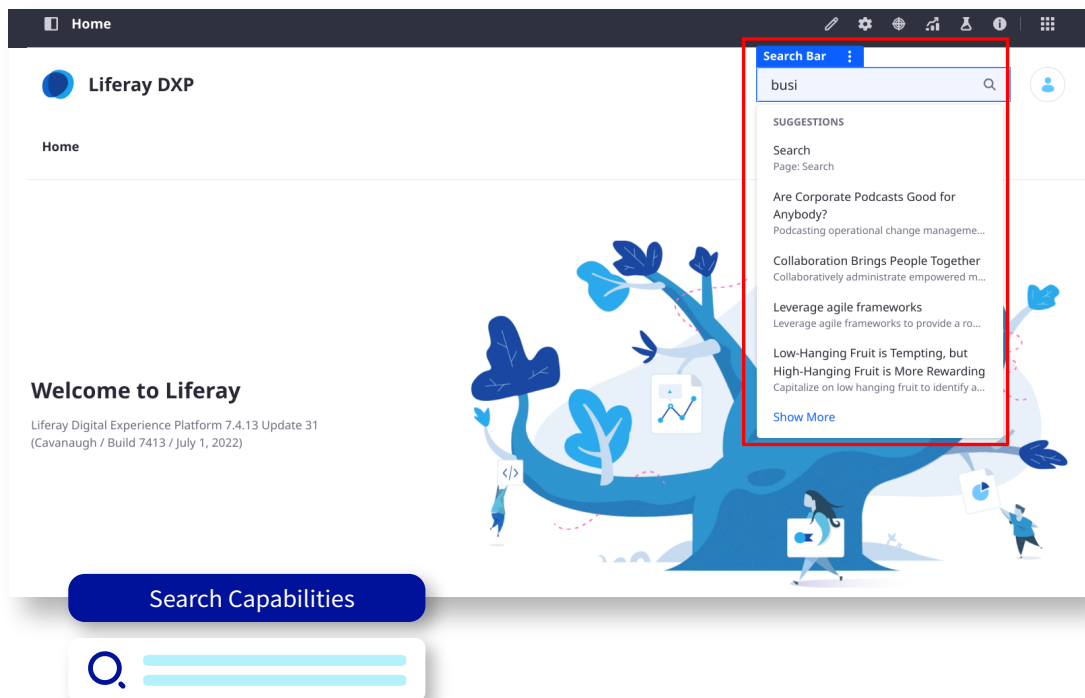 Home
Search Bar
Liferay DXP
busi
Home
SUGGESTIONS
Search
Page: Search
Are Corporate Podcasts Good for
Anybody?
Podcasting operational change manageme...
Collaboration Brings People Together
Collaboratively administrate empowered m...
Leverage agile frameworks
Leverage agile frameworks to provide a ro...
Low-Hanging Fruit is Tempting, but
High-Hanging Fruit is More Rewarding
Capitalize on low hanging fruit to identify a...
Show More
Welcome to Liferay
Liferay Digital Experience Platform 7.4.13 Update 31
(Cavanaugh / Build 7413 / July 1, 2022)
</>
Search Capabilities